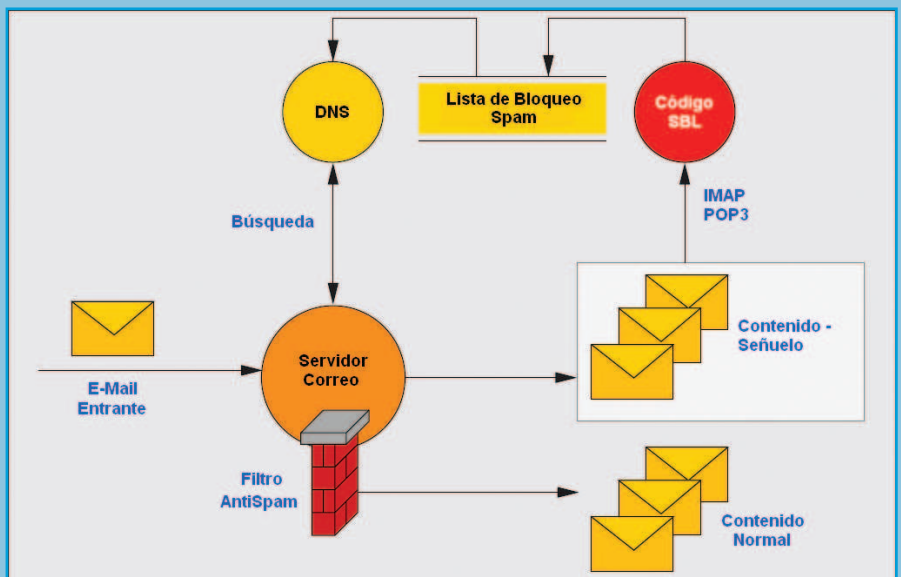 DNS
Lista de Bloqueo
Spam
Código
SBL
Búsqueda
IMAP
POP3
E-Mail
Entrante
Servidor
Correo
Contenido -
Señuelo
Filtro
AntiSpam
Contenido
Normal